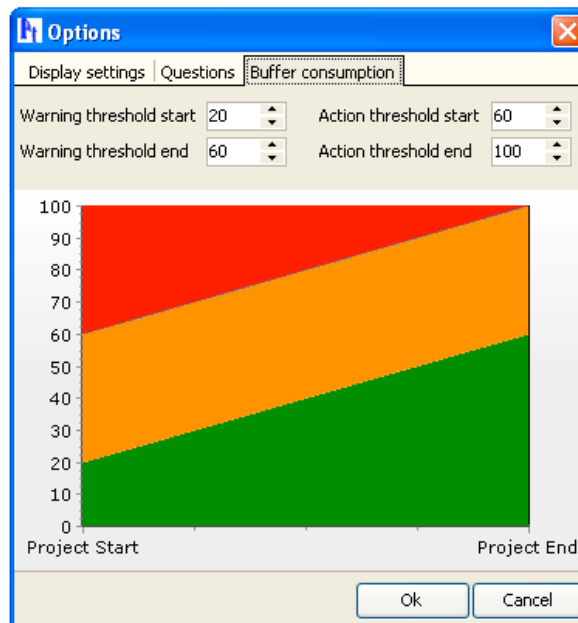 Pt Options
Display settings Questions Buffer consumption
Warning threshold start 20 Action threshold start 60
Warning threshold end 60 Action threshold end 100
100
90
80
70
60
50
40
30
20
10
0
Project Start Project End
Ok Cancel